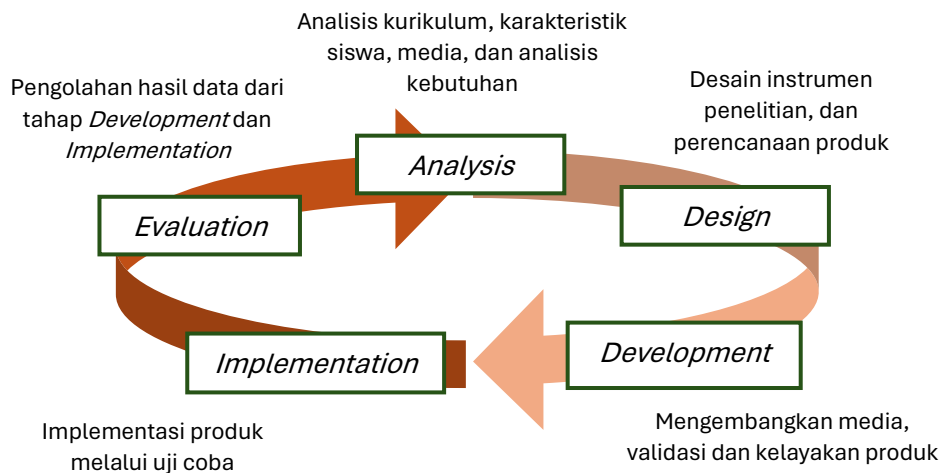 Analisis kurikulum, karakteristik
siswa, media, dan analisis
kebutuhan
Analysis
Desain instrumen
penelitian, dan
perencanaan produk
Design
Development
Mengembangkan media,
validasi dan kelayakan produk
Implementation
Implementasi produk
melalui uji coba
Pengolahan hasil data dari
tahap Development dan
Implementation
Evaluation